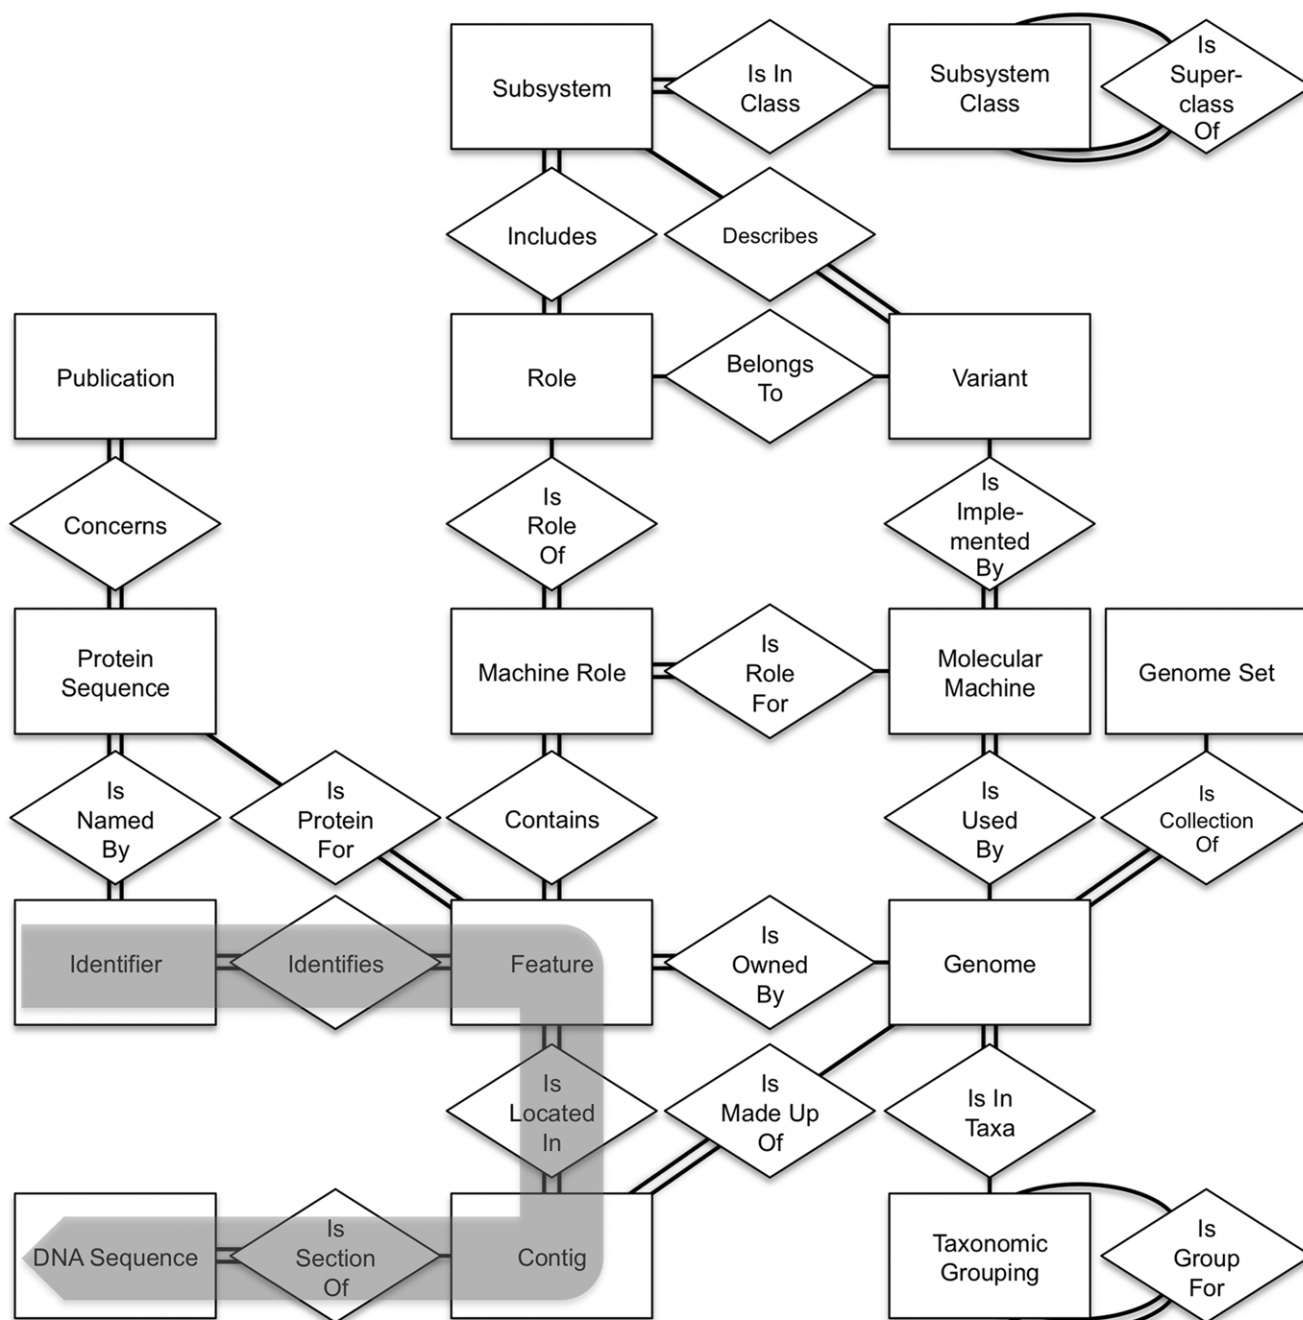 Subsystem
Is In
Class
Subsystem
Class
Is
Super-
class
Of
Includes
Describes
Publication
Role
Belongs
To
Variant
Concerns
Is
Role
Of
Is
Imple-
mented
By
Protein
Sequence
Machine Role
Is
Role
For
Molecular
Machine
Genome Set
Is
Named
By
Is
Protein
For
Contains
Is
Used
By
Is
Collection
Of
Identifier
Identifies
Feature
Is
Owned
By
Genome
Is
Located
In
Is
Made Up
Of
Is In
Taxa
DNA Sequence
Is
Section
Of
Contig
Taxonomic
Grouping
Is
Group
For